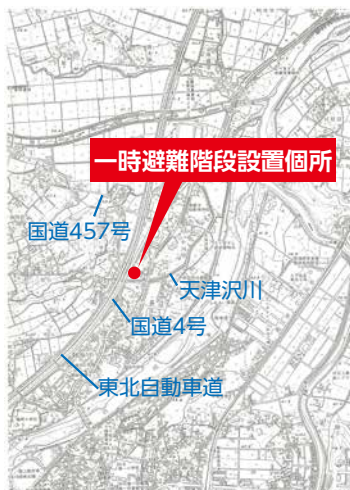 一時避難階段設置個所
国道457号
天津沢川
国道4号
東北自動車道